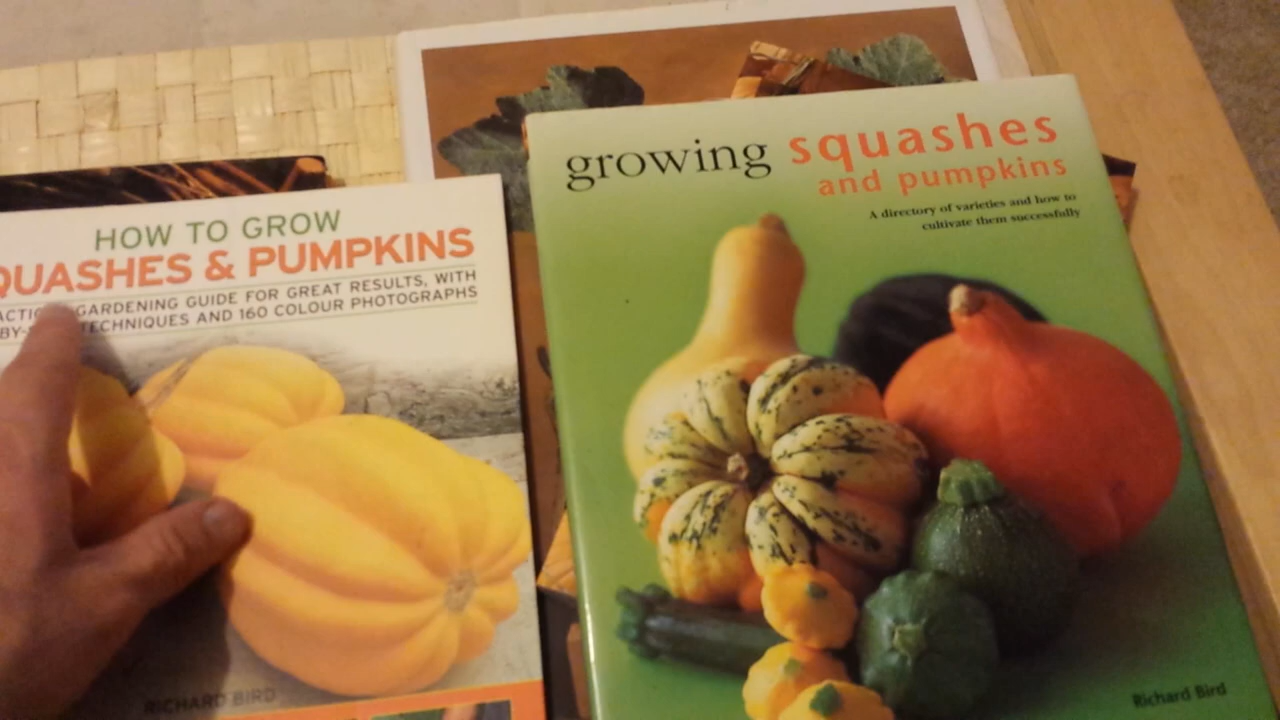 HOW TO GROW
QUASHES & PUMPKINS
GARDENING GUIDE FOR GREAT RESULTS, WITH
TECHNIQUES AND 160 COLOUR PHOTOGRAPHS
RICHARD BIRD
growing squashes
and pumpkins
A directory of varieties and how to
cultivate them successfully
Richard Bird